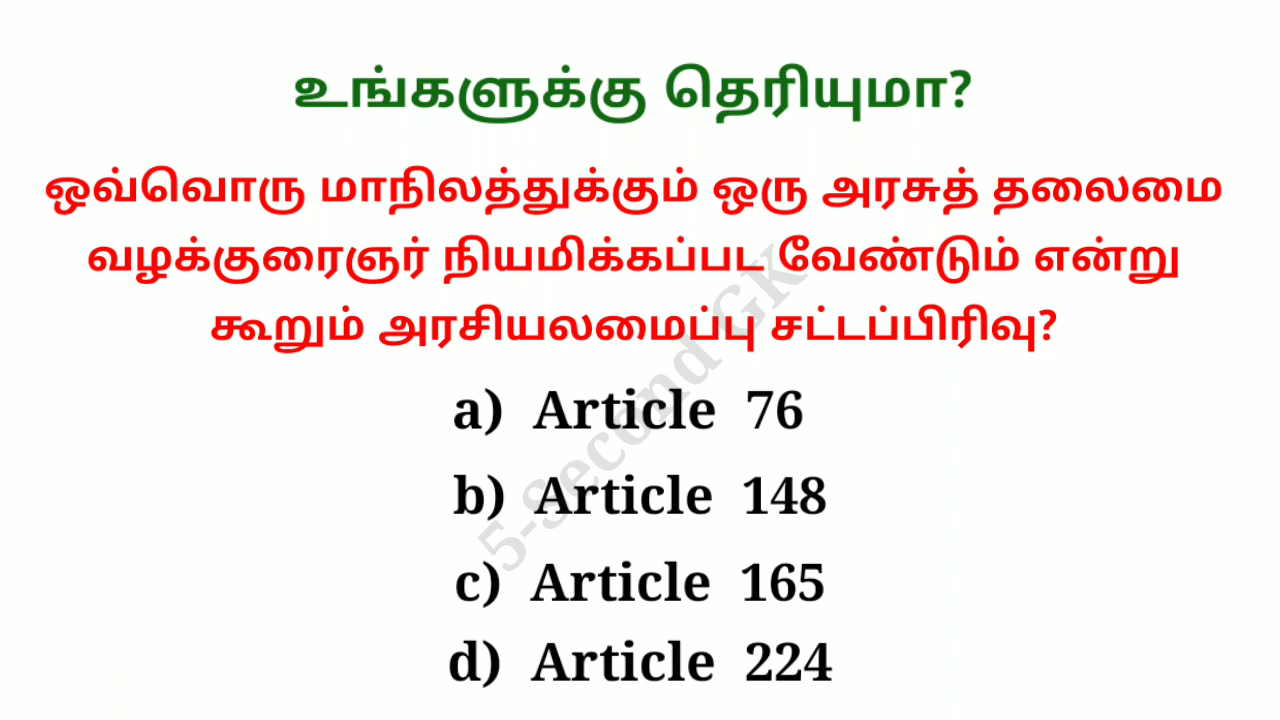 உங்களுக்கு தெரியுமா?
ஒவ்வொரு மாநிலத்துக்கும் ஒரு அரசுத் தலைமை
வழக்குரைஞர் நியமிக்கப்பட வேண்டும் என்று
கூறும் அரசியலமைப்பு சட்டப்பிரிவு?
a) Article 76
b) Article 148
c) Article 165
d) Article 224
5-second GK